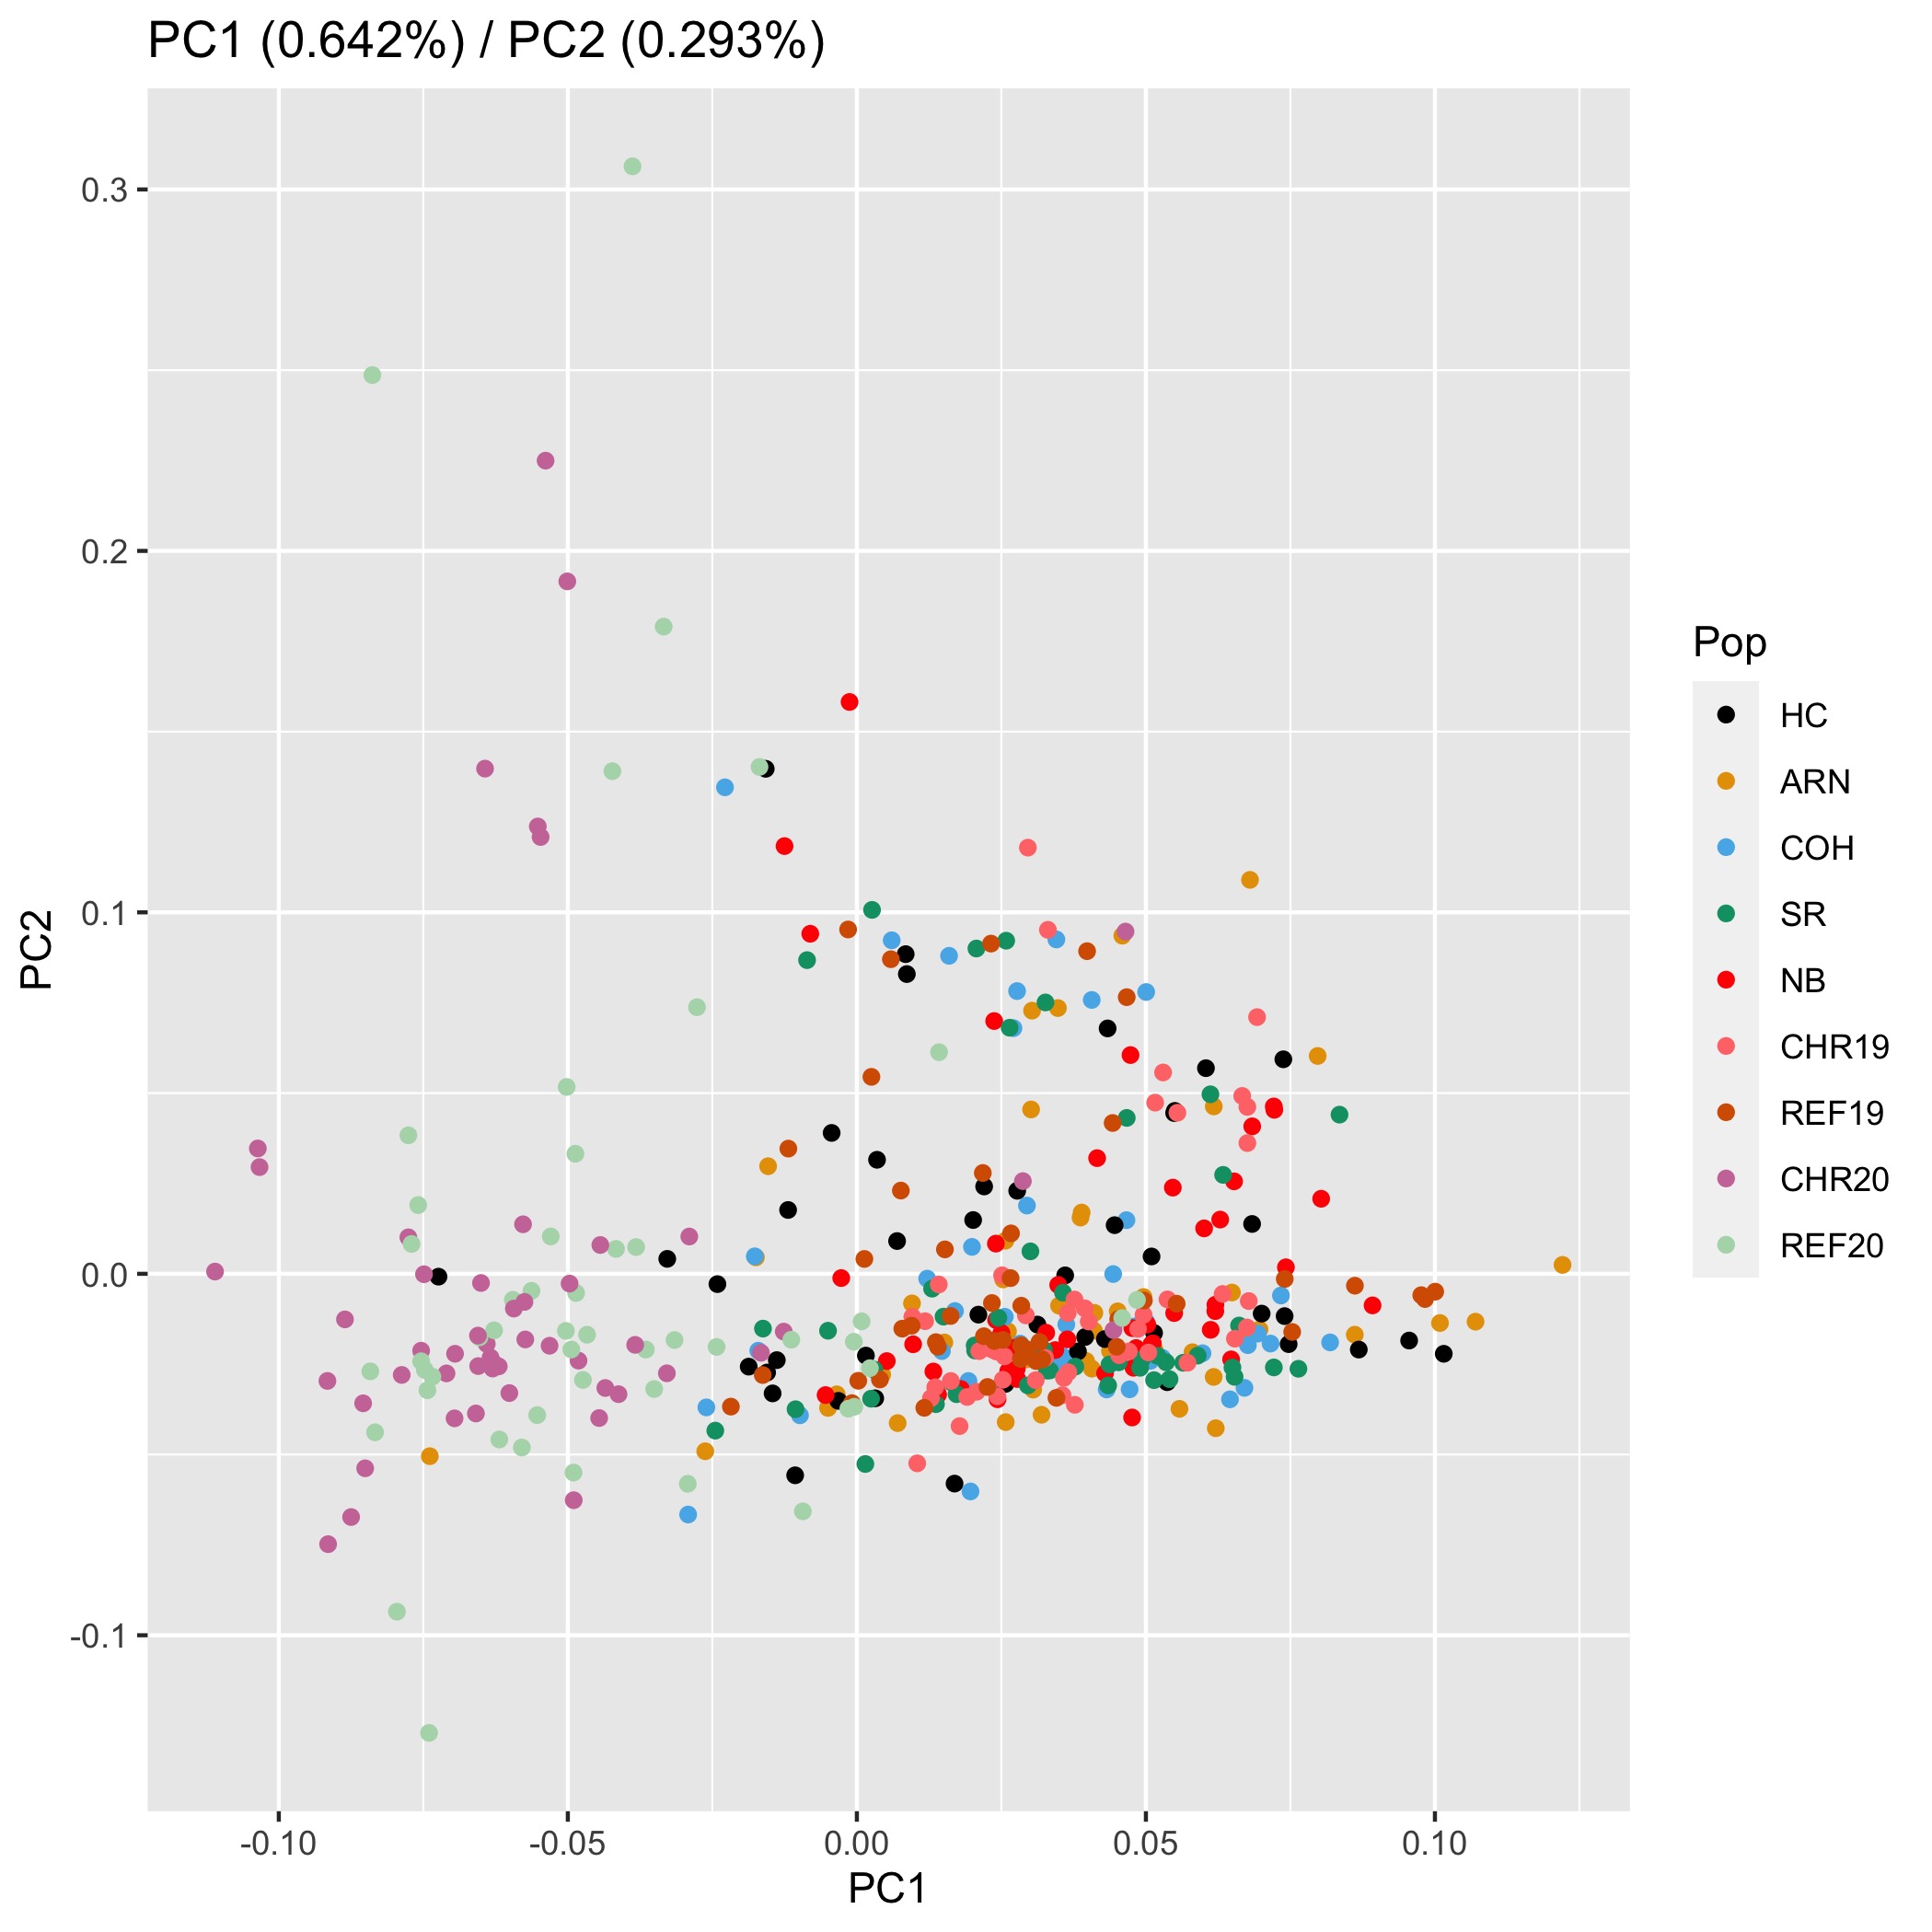 PC1 (0.642%) / PC2 (0.293%)
0.3
0.2
0.1
0.0
-0.1
PC2
-0.10
-0.05
0.00
0.05
0.10
PC1
Pop
HC
ARN
COH
SR
NB
CHR19
REF19
CHR20
REF20